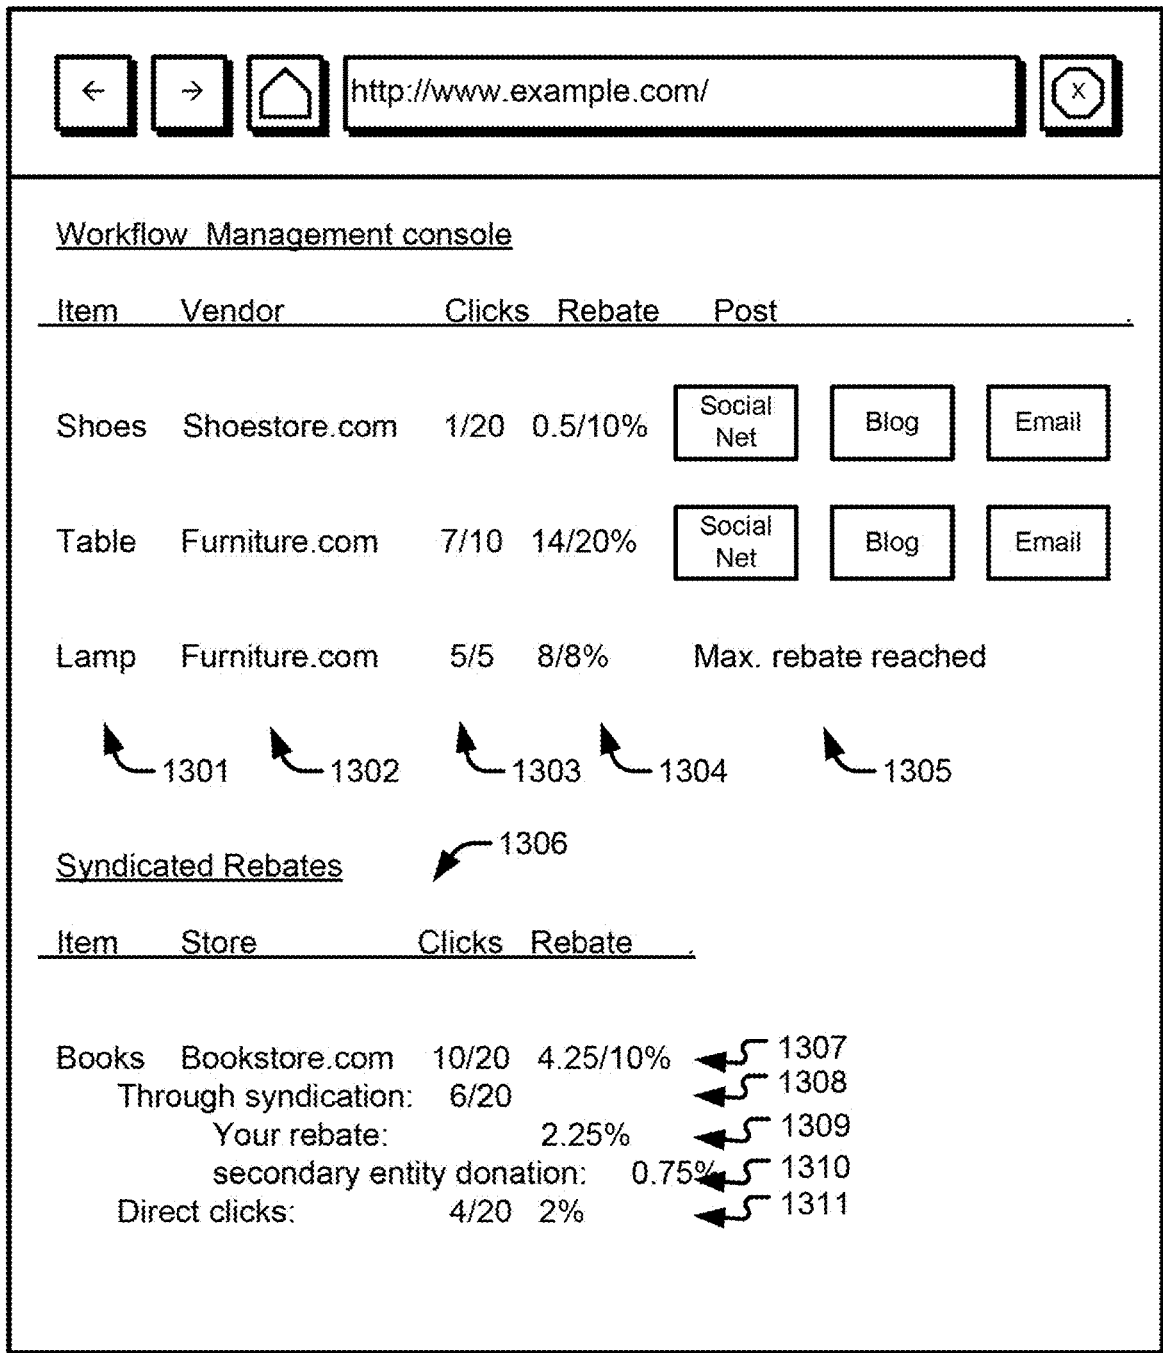 ← → http://www.example.com/ X
Workflow Management console
Item Vendor Clicks Rebate Post .
Shoes Shoestore.com 1/20 0.5/10% Social Net Blog Email
Table Furniture.com 7/10 14/20% Social Net Blog Email
Lamp Furniture.com 5/5 8/8% Max. rebate reached
1301 1302 1303 1304 1305
1306
Syndicated Rebates
Item Store Clicks Rebate .
Books Bookstore.com 10/20 4.25/10% 1307
Through syndication: 6/20 1308
Your rebate: 2.25% 1309
secondary entity donation: 0.75% 1310
Direct clicks: 4/20 2% 1311